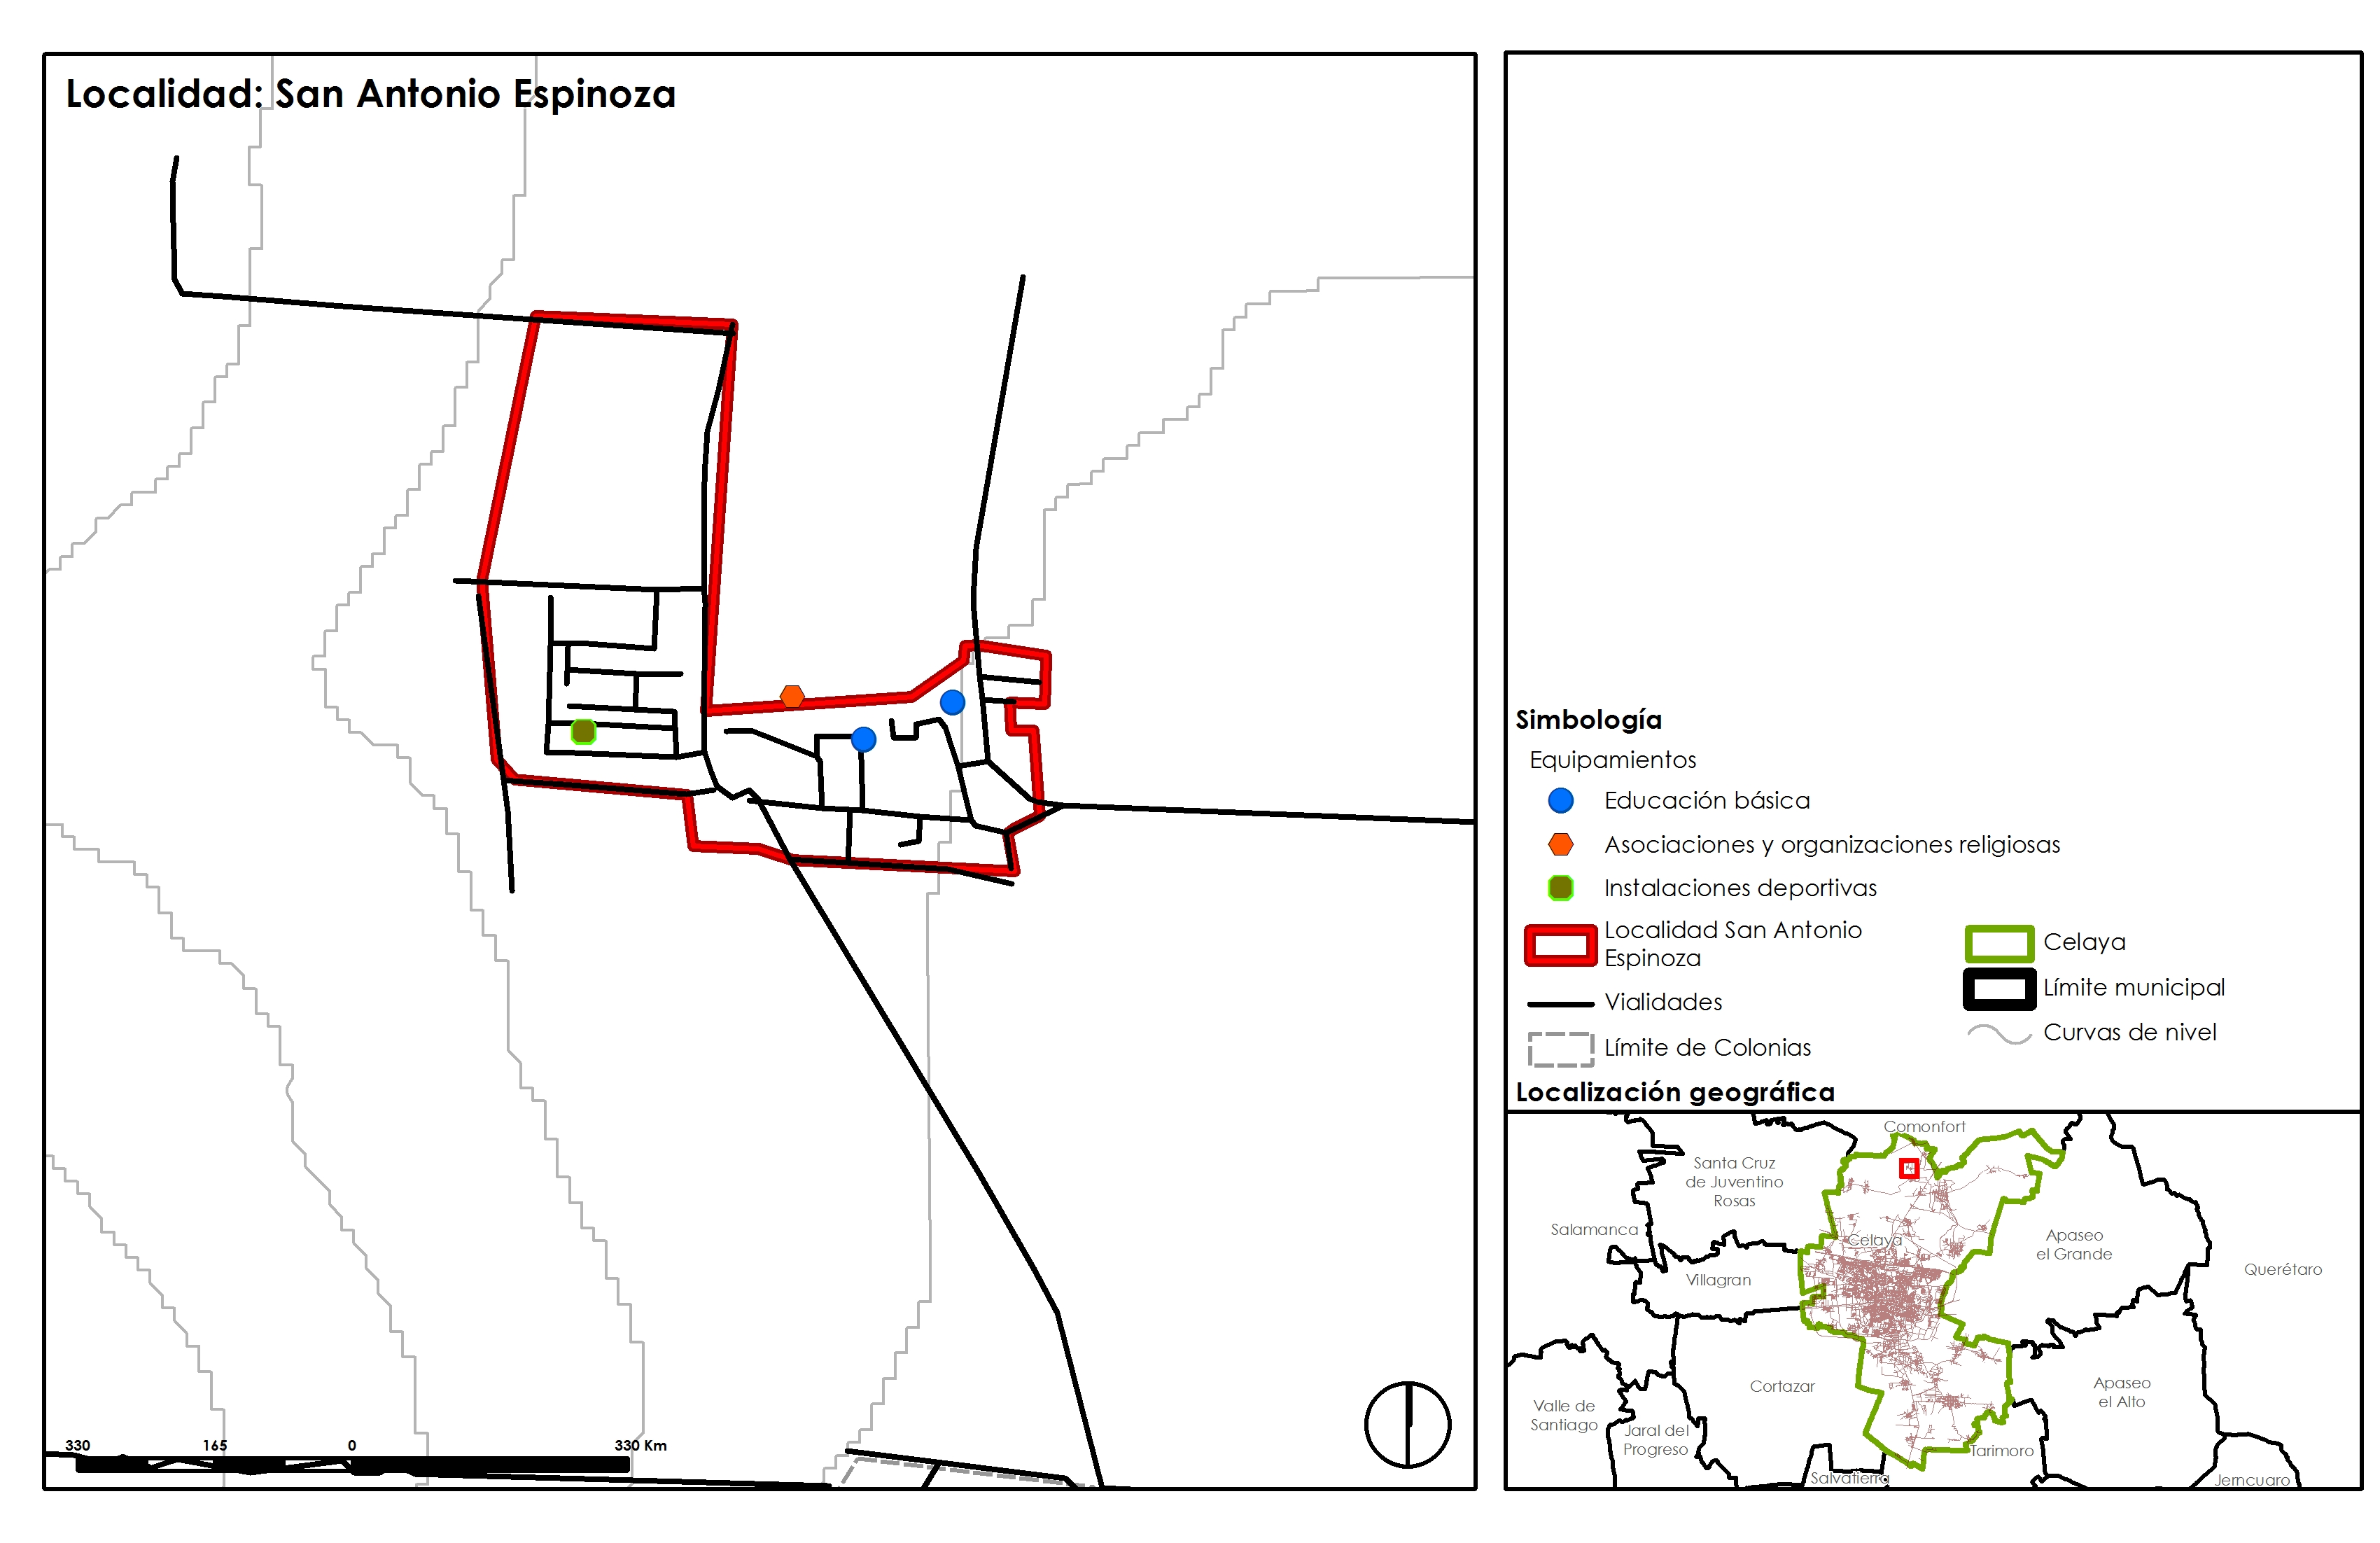 Localidad: San Antonio Espinoza
330
165
0
330 Km
Simbología
Equipamientos
Educación básica
Asociaciones y organizaciones religiosas
Instalaciones deportivas
Localidad San Antonio
Espinoza
Vialidades
Límite de Colonias
Celaya
Límite municipal
Curvas de nivel
Localización geográfica
Comonfort
Santa Cruz
de Juventino
Rosas
Salamanca
Celaya
Apaseo
el Grande
Villagran
Querétaro
Cortazar
Apaseo
el Alto
Valle de
Santiago
Jaral del
Progreso
Tarimoro
Salvatierra
Jerncuaro